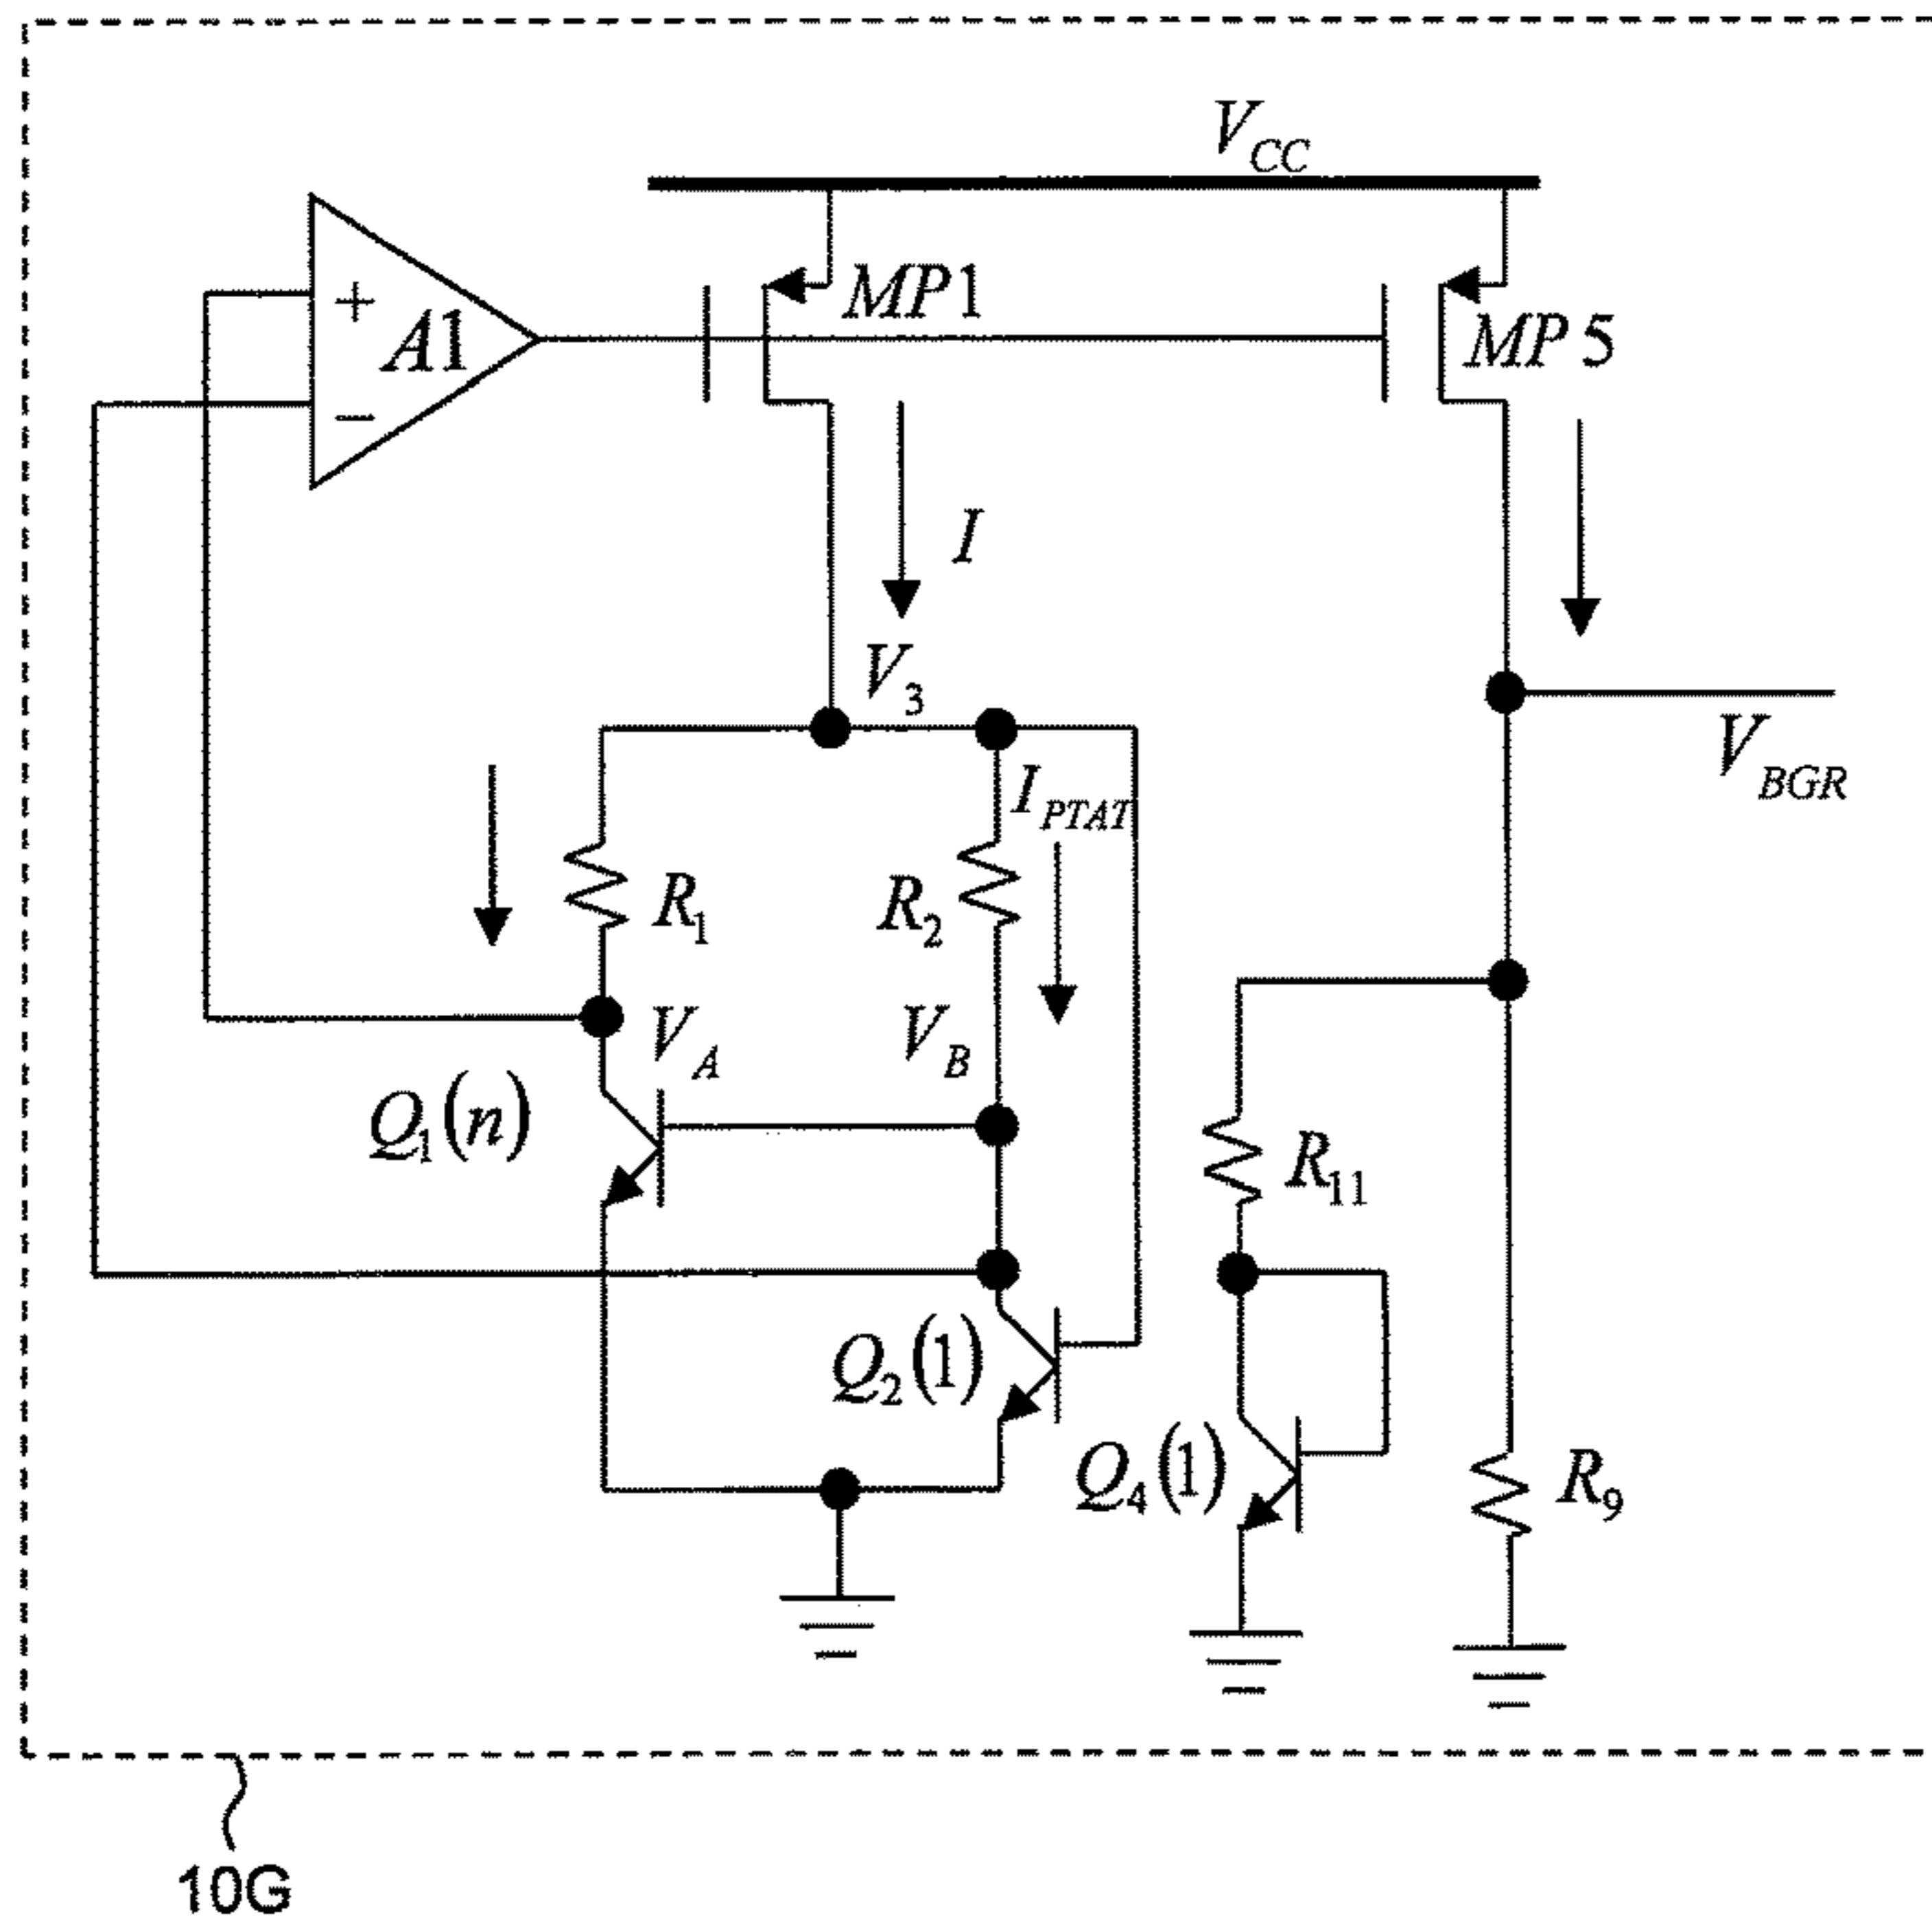 V_CC
+
A1
−
MP1
MP5
I
V_3
I_PTAT
V_BGR
R_1
R_2
V_A
V_B
Q_1(n)
R_11
Q_2(1)
Q_4(1)
R_9
10G